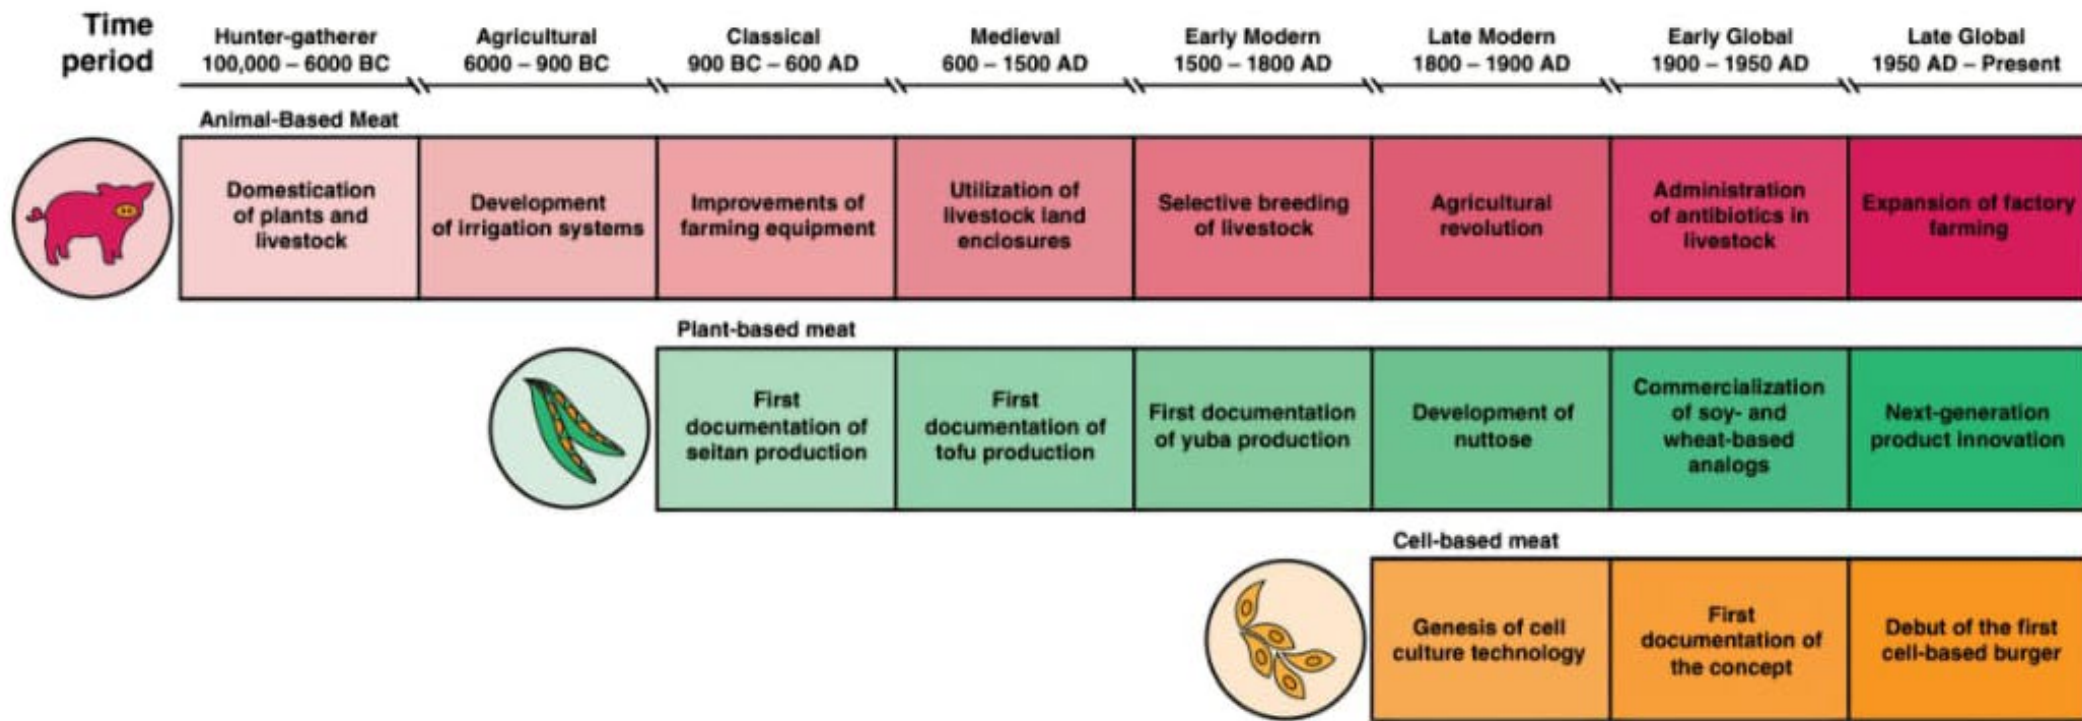 Time
period
Hunter-gatherer
100,000 – 6000 BC
Agricultural
6000 – 900 BC
Classical
900 BC – 600 AD
Medieval
600 – 1500 AD
Early Modern
1500 – 1800 AD
Late Modern
1800 – 1900 AD
Early Global
1900 – 1950 AD
Late Global
1950 AD – Present
Animal-Based Meat
Domestication
of plants and
livestock
Development
of irrigation systems
Improvements of
farming equipment
Utilization of
livestock land
enclosures
Selective breeding
of livestock
Agricultural
revolution
Administration
of antibiotics in
livestock
Expansion of factory
farming
Plant-based meat
First
documentation of
seitan production
First
documentation of
tofu production
First documentation
of yuba production
Development of
nuttose
Commercialization
of soy- and
wheat-based
analogs
Next-generation
product innovation
Cell-based meat
Genesis of cell
culture technology
First
documentation of
the concept
Debut of the first
cell-based burger